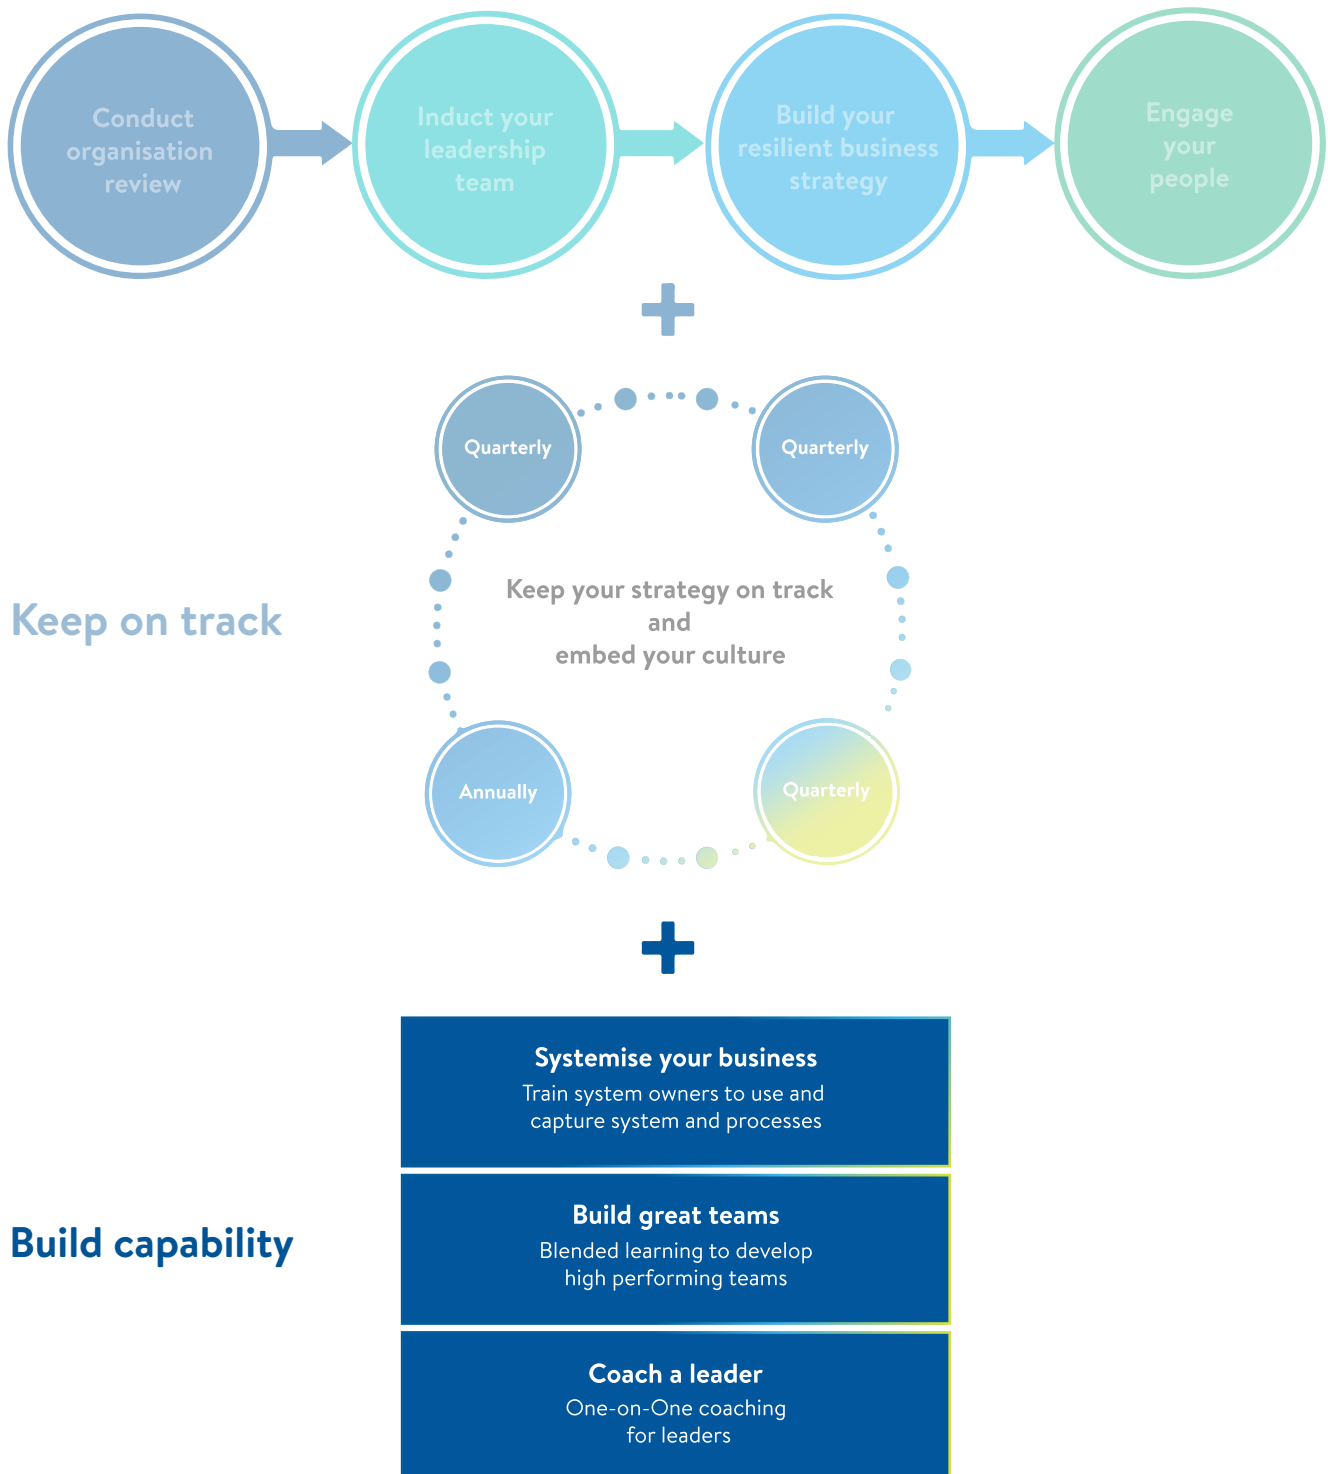 Conduct
organisation
review
Induct your
leadership
team
Build your
resilient business
strategy
Engage
your
people
Quarterly
Quarterly
Keep on track
Keep your strategy on track
and
embed your culture
Annually
Quarterly
Build capability
Systemise your business
Train system owners to use and
capture system and processes
Build great teams
Blended learning to develop
high performing teams
Coach a leader
One-on-One coaching
for leaders